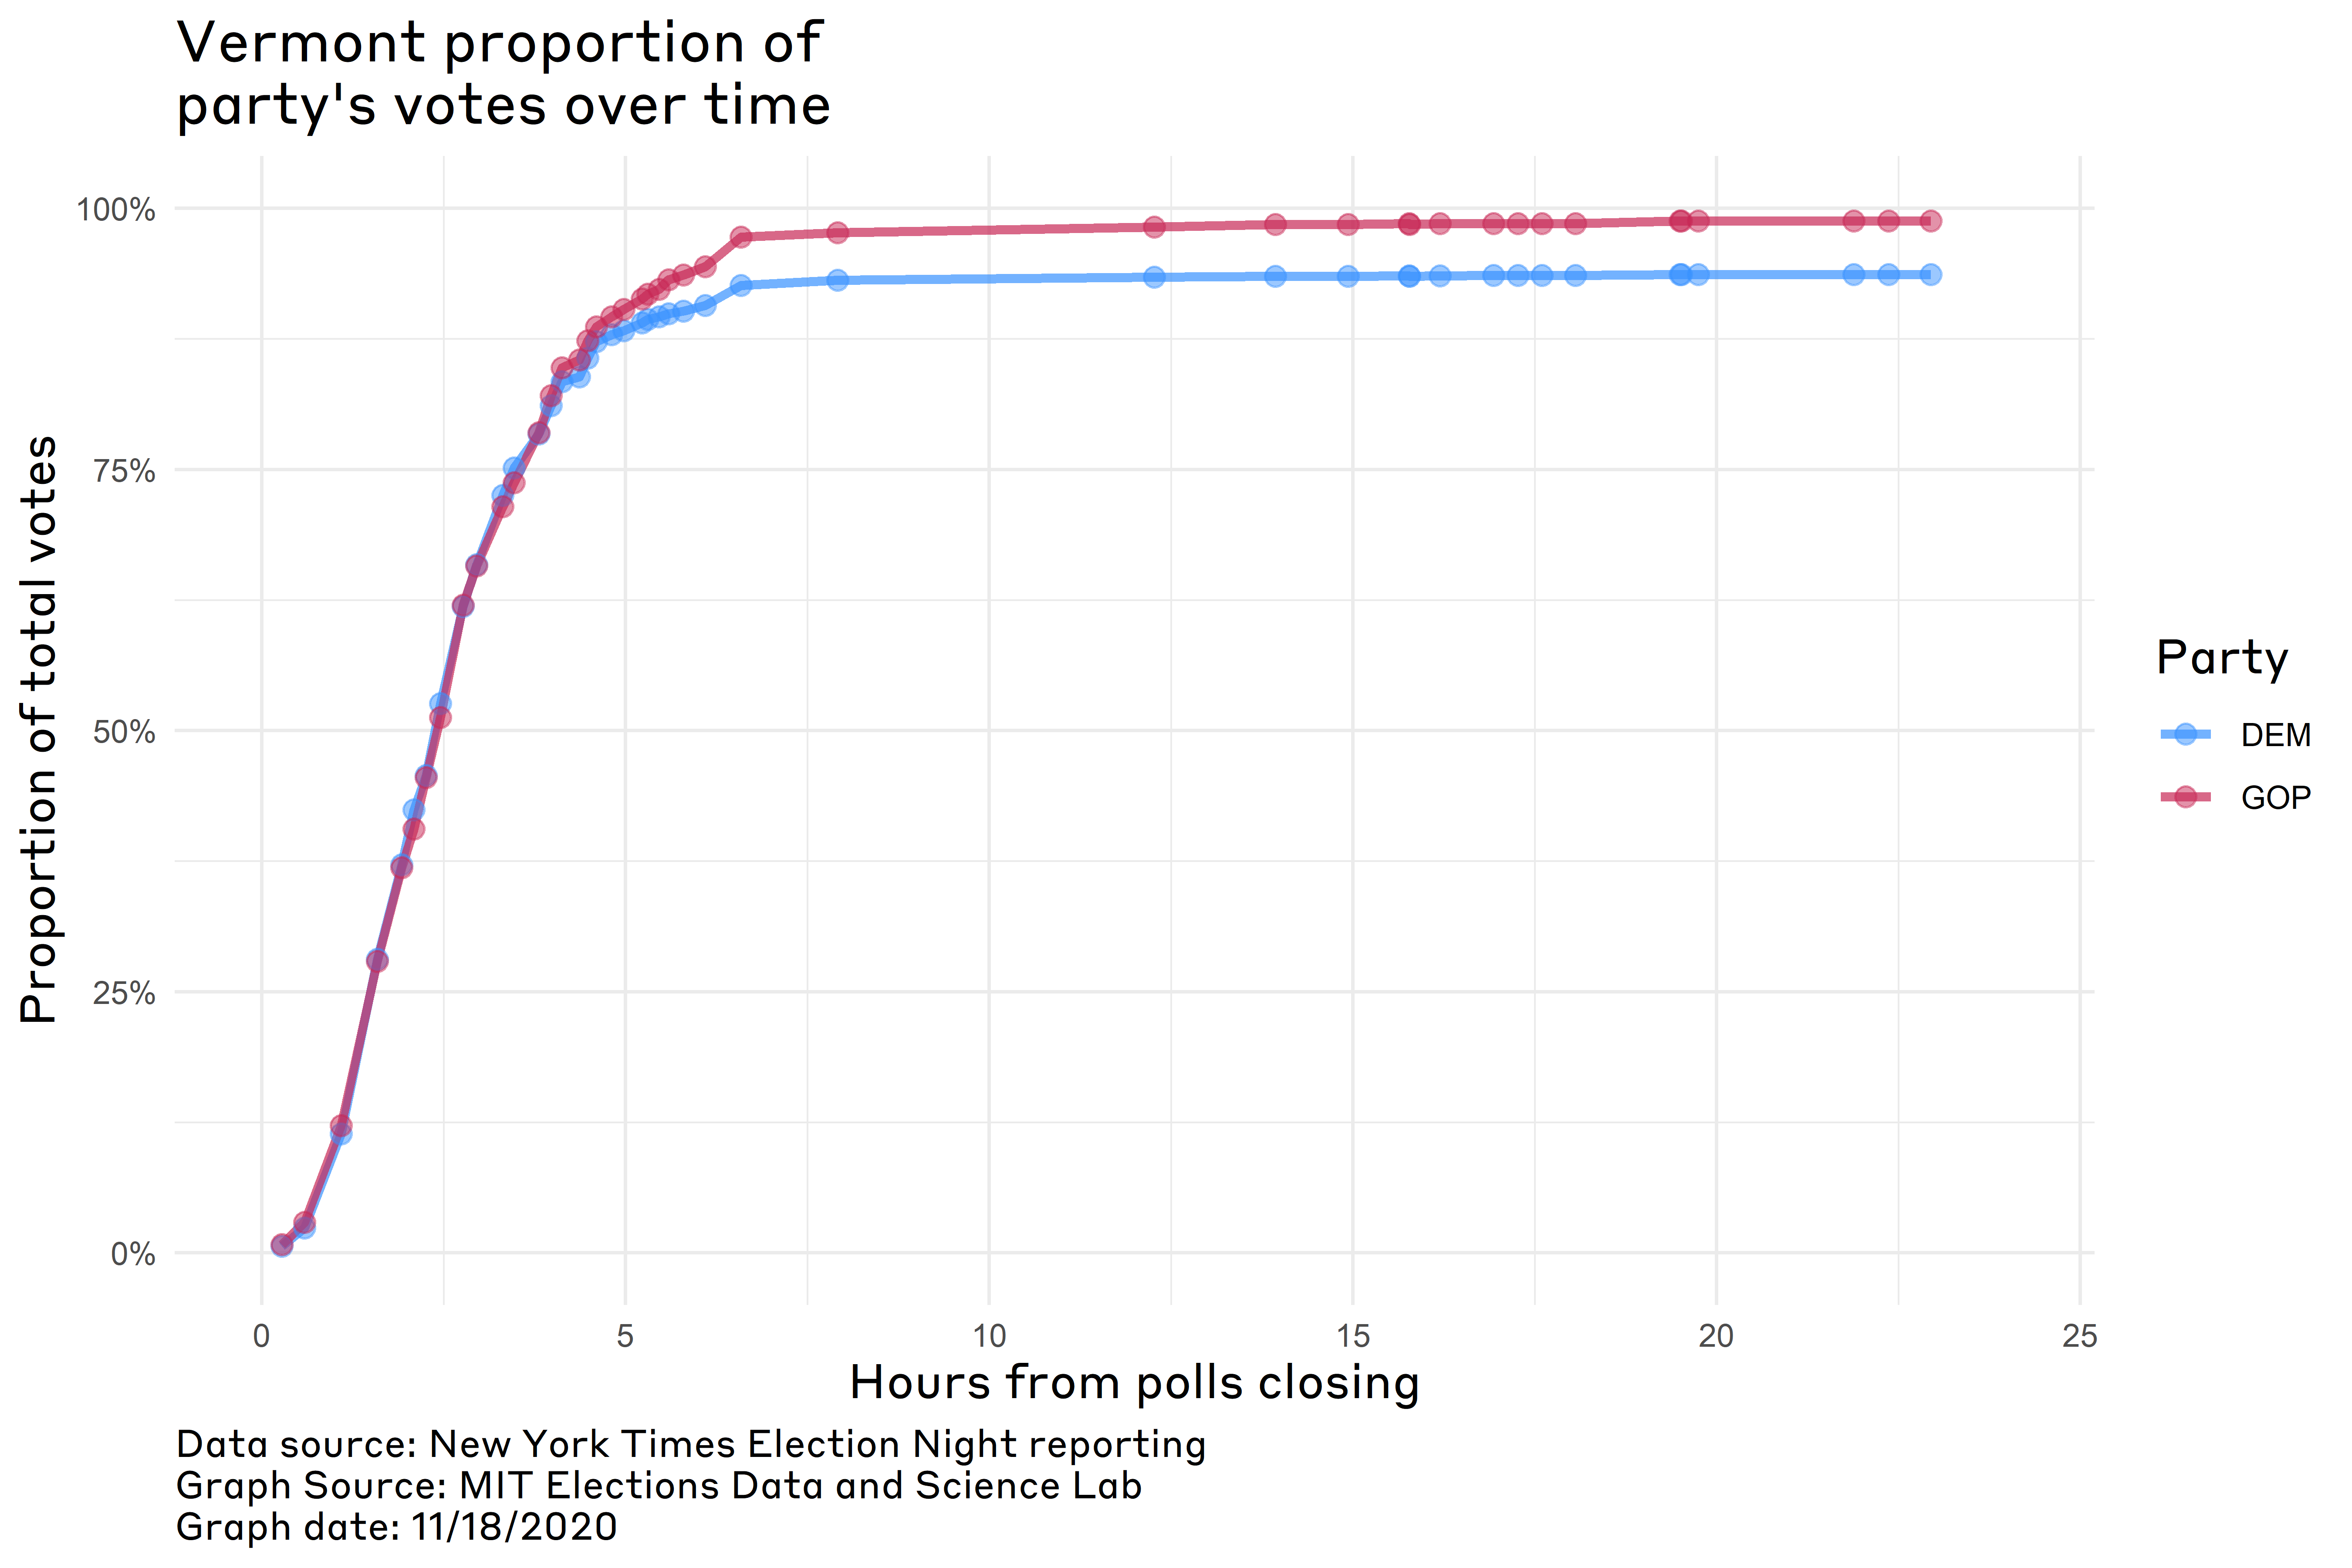 Vermont proportion of
party's votes over time
Proportion of total votes
100%
75%
50%
25%
0%
0 5 10 15 20 25
Hours from polls closing
Party
DEM
GOP
Data source: New York Times Election Night reporting
Graph Source: MIT Elections Data and Science Lab
Graph date: 11/18/2020